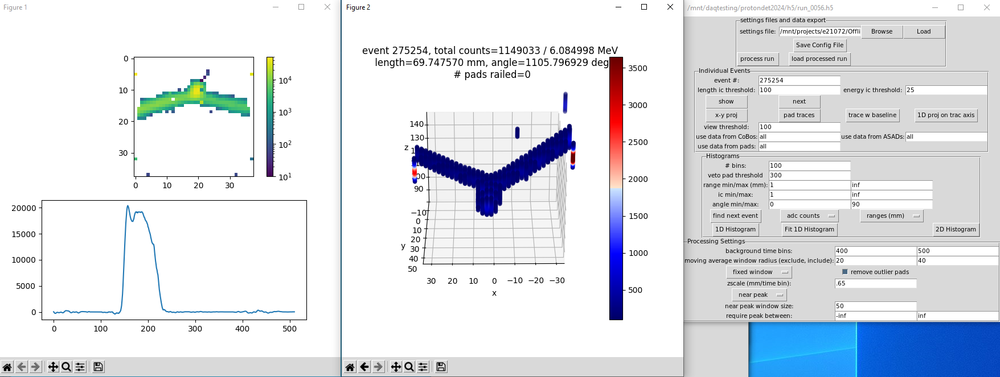 Figure 1
0
10
20
30
0
10
20
30
10^4
10^3
10^2
10^1
20000
15000
10000
5000
0
0
100
200
300
400
500
Figure 2
event 275254, total counts=1149033 / 6.084998 MeV
length=69.747570 mm, angle=1105.796929 deg
# pads railed=0
140
130
z
90
−10
0
10
20
y
30
40
50
30
20
10
0
−10
−20
−30
x
3500
3000
2500
2000
1500
1000
500
/mnt/daqtesting/protondet2024/h5/run_0056.h5
settings files and data export
settings file: /mnt/projects/e21072/Offli Browse Load
Save Config File
process run load processed run
Individual Events
event #: 275254
length ic threshold: 100 energy ic threshold: 25
show next
x-y proj pad traces trace w baseline 1D proj on trac axis
view threshold: 100
use data from CoBos: all use data from ASADs: all
use data from pads: all
Histograms
# bins: 100
veto pad threshold 300
range min/max (mm): 1 inf
ic min/max: 1 inf
angle min/max: 0 90
find next event adc counts ranges (mm)
1D Histogram Fit 1D Histogram 2D Histogram
Processing Settings
background time bins: 400 500
moving average window radius (exclude, include): 20 40
fixed window remove outlier pads
zscale (mm/time bin): .65
near peak
near peak window size: 50
require peak between: -inf inf